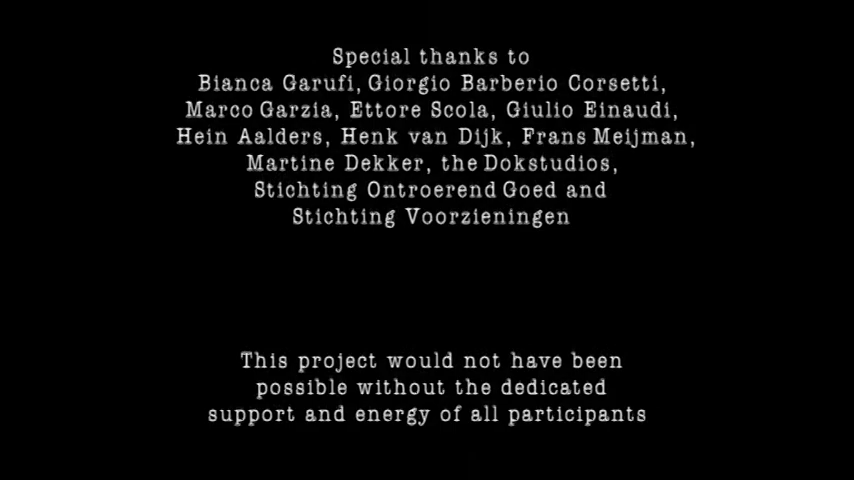 Special thanks to
Bianca Garufi, Giorgio Barberio Corsetti,
Marco Garzia, Ettore Scola, Giulio Einaudi,
Hein Aalders, Henk van Dijk, Frans Meijman,
Martine Dekker, the Dokstudios,
Stichting Ontroerend Goed and
Stichting Voorzieningen
This project would not have been
possible without the dedicated
support and energy of all participants